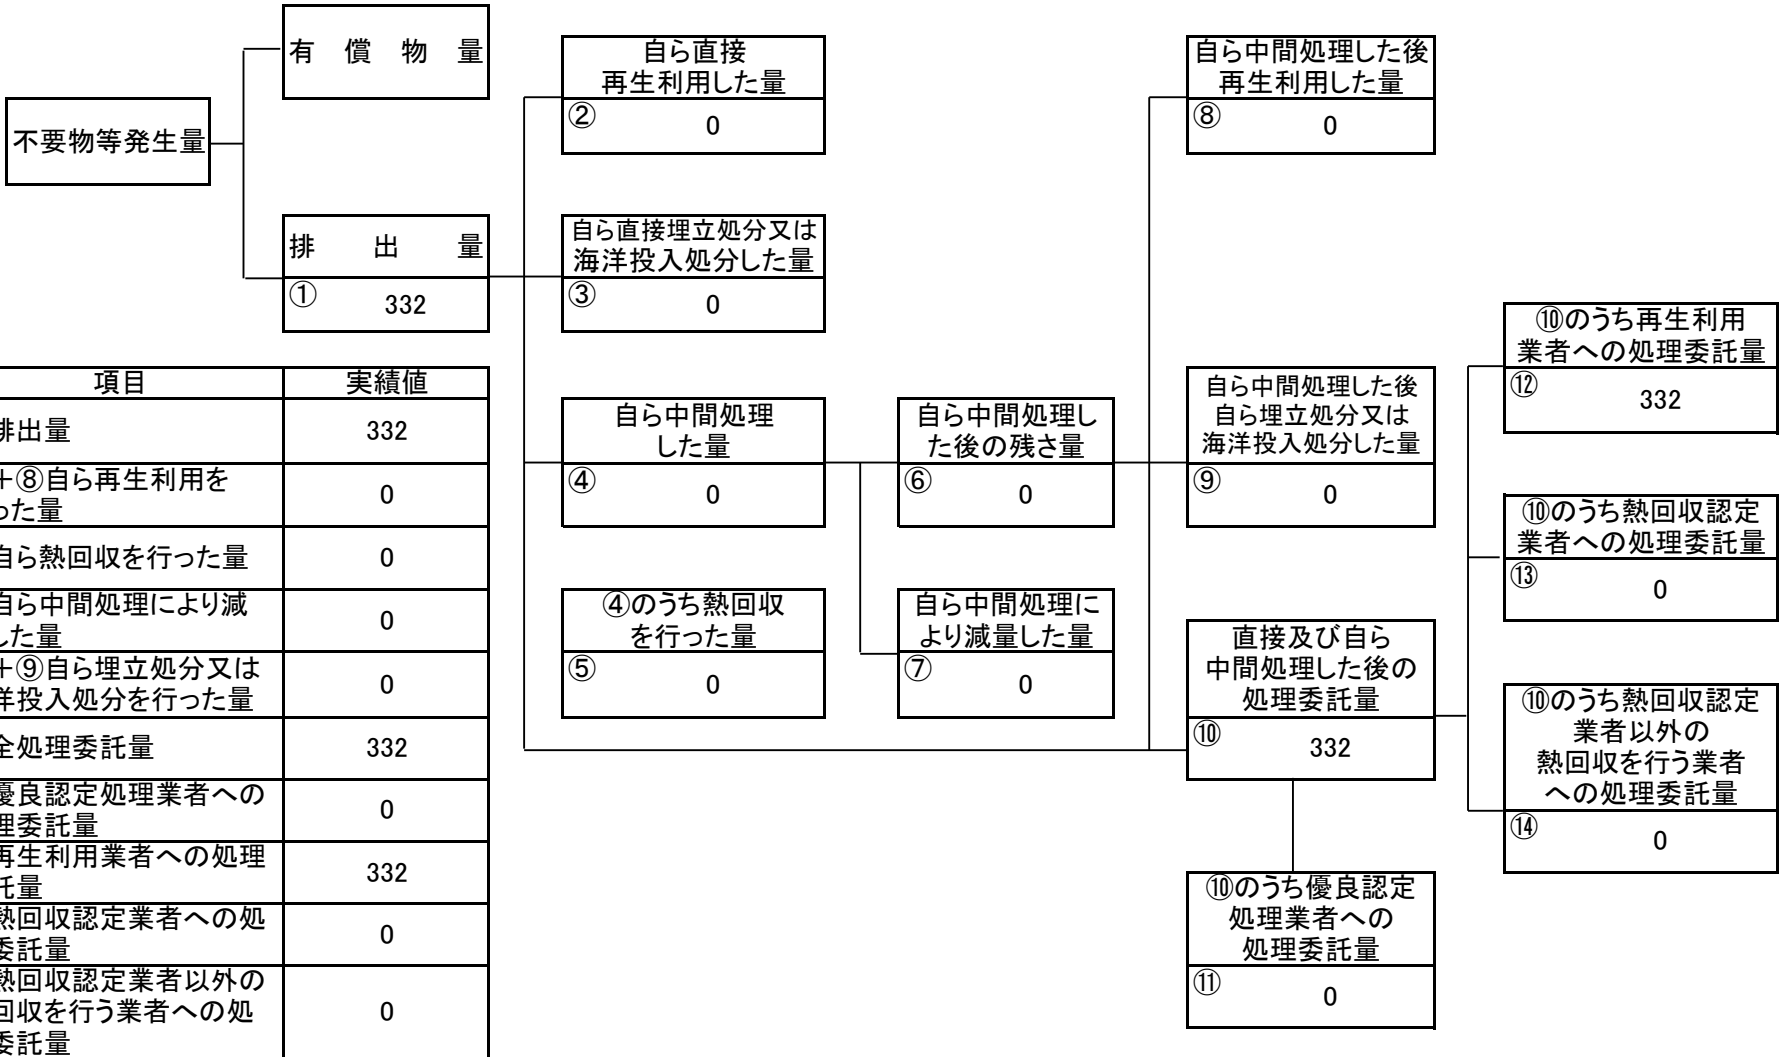 有償物量
不要物等発生量
排出量
① 332
自ら直接
再生利用した量
② 0
自ら直接埋立処分又は
海洋投入処分した量
③ 0
自ら中間処理
した量
④ 0
④のうち熱回収
を行った量
⑤ 0
自ら中間処理し
た後の残さ量
⑥ 0
自ら中間処理に
より減量した量
⑦ 0
自ら中間処理した後
再生利用した量
⑧ 0
自ら中間処理した後
自ら埋立処分又は
海洋投入処分した量
⑨ 0
直接及び自ら
中間処理した後の
処理委託量
⑩ 332
⑩のうち優良認定
処理業者への
処理委託量
⑪ 0
⑩のうち再生利用
業者への処理委託量
⑫ 332
⑩のうち熱回収認定
業者への処理委託量
⑬ 0
⑩のうち熱回収認定
業者以外の
熱回収を行う業者
への処理委託量
⑭ 0
項目 実績値
排出量 332
+⑧自ら再生利用を
った量 0
自ら熱回収を行った量 0
自ら中間処理により減
した量 0
+⑨自ら埋立処分又は
洋投入処分を行った量 0
全処理委託量 332
優良認定処理業者への
理委託量 0
再生利用業者への処理
託量 332
熱回収認定業者への処
委託量 0
熱回収認定業者以外の
回収を行う業者への処
委託量 0